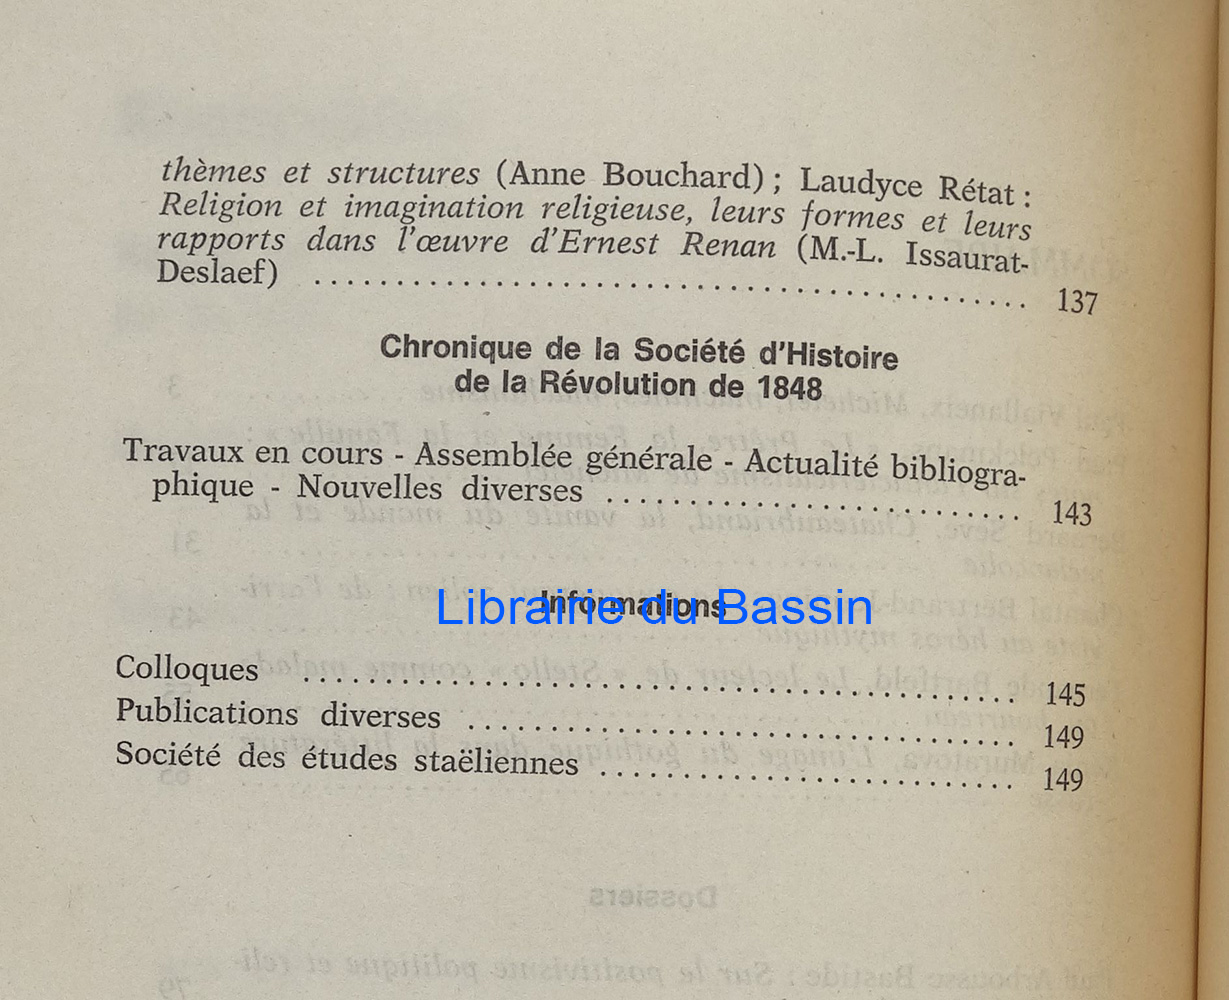 thèmes et structures (Anne Bouchard) ; Laudyce Rétat :
Religion et imagination religieuse, leurs formes et leurs
rapports dans l'œuvre d'Ernest Renan (M.-L. Issaurat-
Deslaef) ........................................ 137
Chronique de la Société d'Histoire
de la Révolution de 1848
Travaux en cours - Assemblée générale - Actualité bibliogra-
phique - Nouvelles diverses ........................ 143
Informations
Librairie du Bassin
Colloques ........................................ 145
Publications diverses .............................. 149
Société des études staëliennes ...................... 149
Dossiers